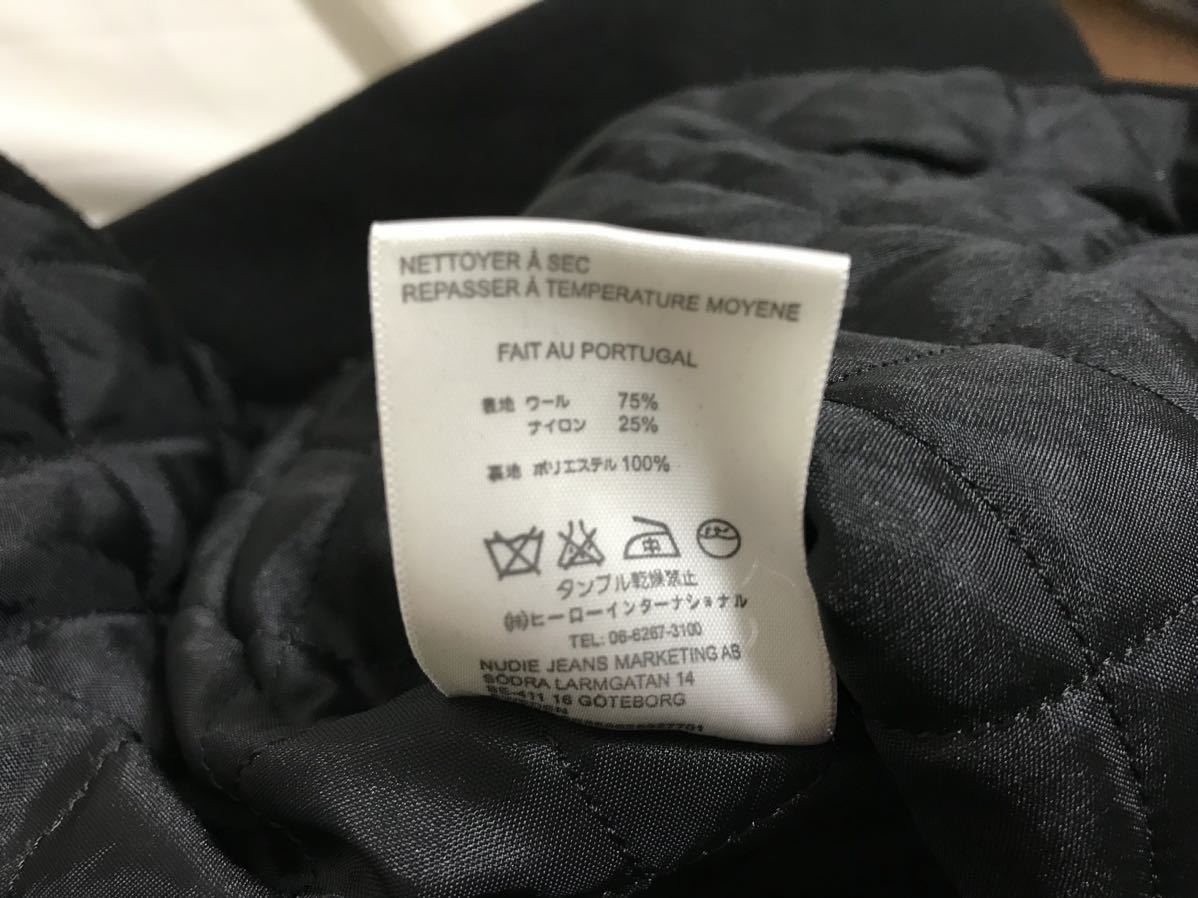 NETTOYER À SEC
REPASSER À TEMPERATURE MOYENE
FAIT AU PORTUGAL
表地 ウール 75%
ナイロン 25%
裏地 ポリエステル 100%
中
タンブル乾燥禁止
㈱ヒーローインターナショナル
TEL: 06-6267-3100
NUDIE JEANS MARKETING AB
SÖDRA LARMGATAN 14
SE-411 16 GÖTEBORG